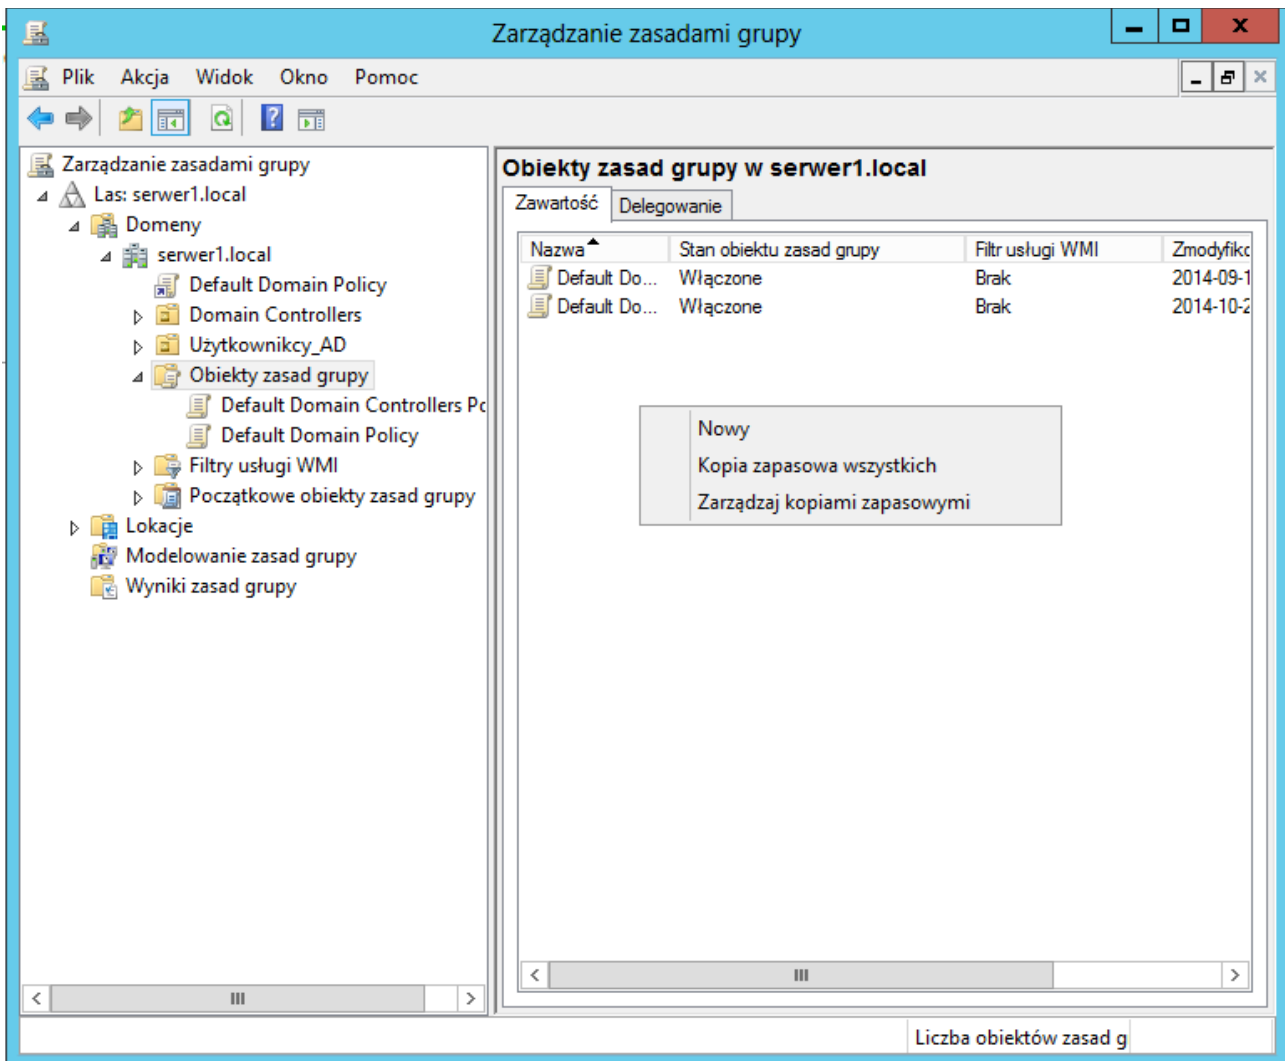 Zarządzanie zasadami grupy
Plik Akcja Widok Okno Pomoc
Zarządzanie zasadami grupy
Las: serwer1.local
Domeny
serwer1.local
Default Domain Policy
Domain Controllers
Użytkownikcy_AD
Obiekty zasad grupy
Default Domain Controllers Pc
Default Domain Policy
Filtry usługi WMI
Początkowe obiekty zasad grupy
Lokacje
Modelowanie zasad grupy
Wyniki zasad grupy
Obiekty zasad grupy w serwer1.local
Zawartość Delegowanie
Nazwa Stan obiektu zasad grupy Filtr usługi WMI Zmodyfikc
Default Do... Włączone Brak 2014-09-1
Default Do... Włączone Brak 2014-10-2
Nowy
Kopia zapasowa wszystkich
Zarządzaj kopiami zapasowymi
Liczba obiektów zasad g